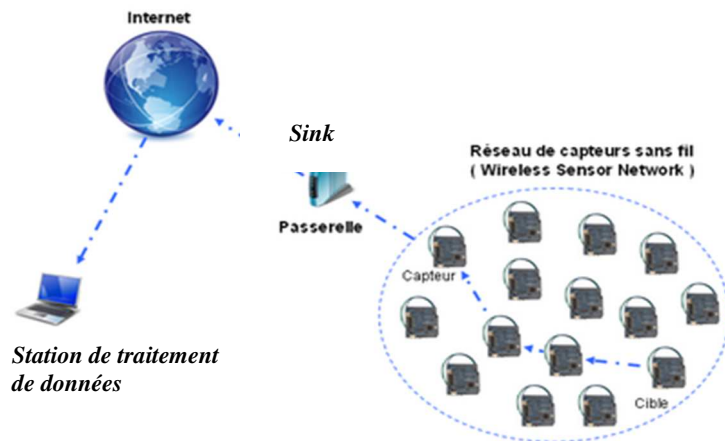 Internet
Sink
Réseau de capteurs sans fil
( Wireless Sensor Network )
Passerelle
Capteur
Station de traitement
de données
Cible